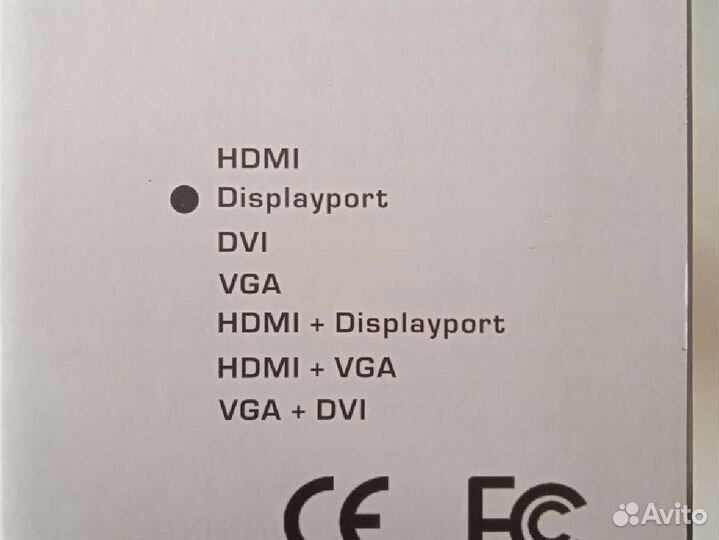 HDMI
Displayport
DVI
VGA
HDMI + Displayport
HDMI + VGA
VGA + DVI
CE FC
Avito